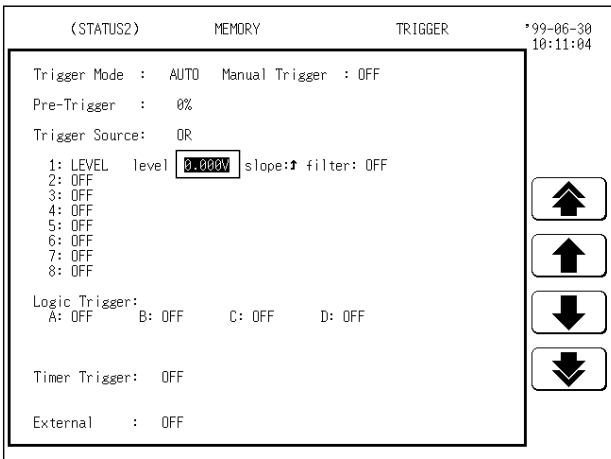 (STATUS2) MEMORY TRIGGER '99-06-30
10:11:04
Trigger Mode : AUTO Manual Trigger : OFF
Pre-Trigger : 0%
Trigger Source: OR
1: LEVEL level 0.000V slope:↑ filter: OFF
2: OFF
3: OFF
4: OFF
5: OFF
6: OFF
7: OFF
8: OFF
Logic Trigger:
A: OFF B: OFF C: OFF D: OFF
Timer Trigger: OFF
External : OFF